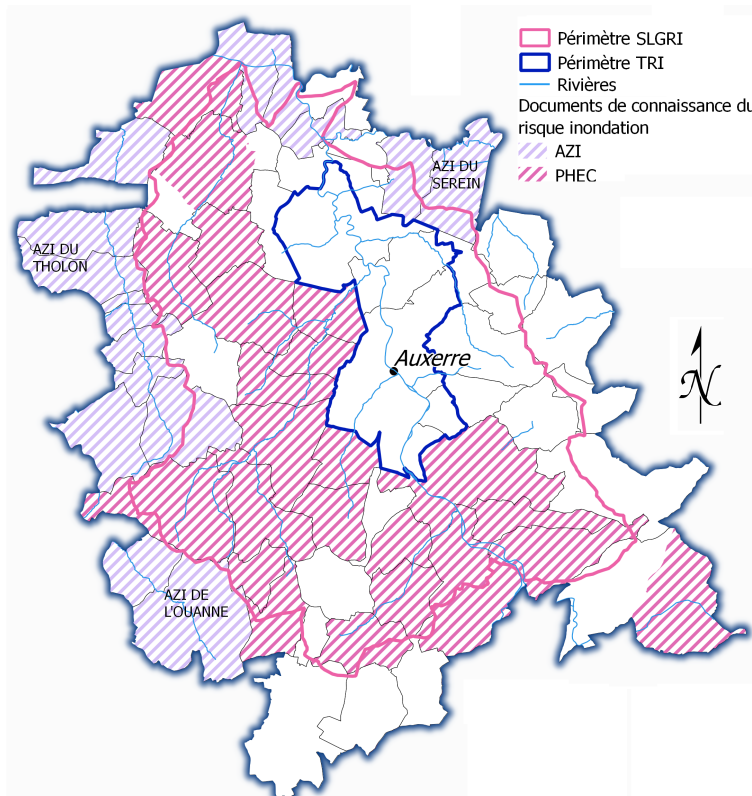 Périmètre SLGRI
Périmètre TRI
Rivières
Documents de connaissance du
risque inondation
AZI
PHEC
AZI DU
SEREIN
AZI DU
THOLON
Auxerre
N
AZI DE
L'OUANNE